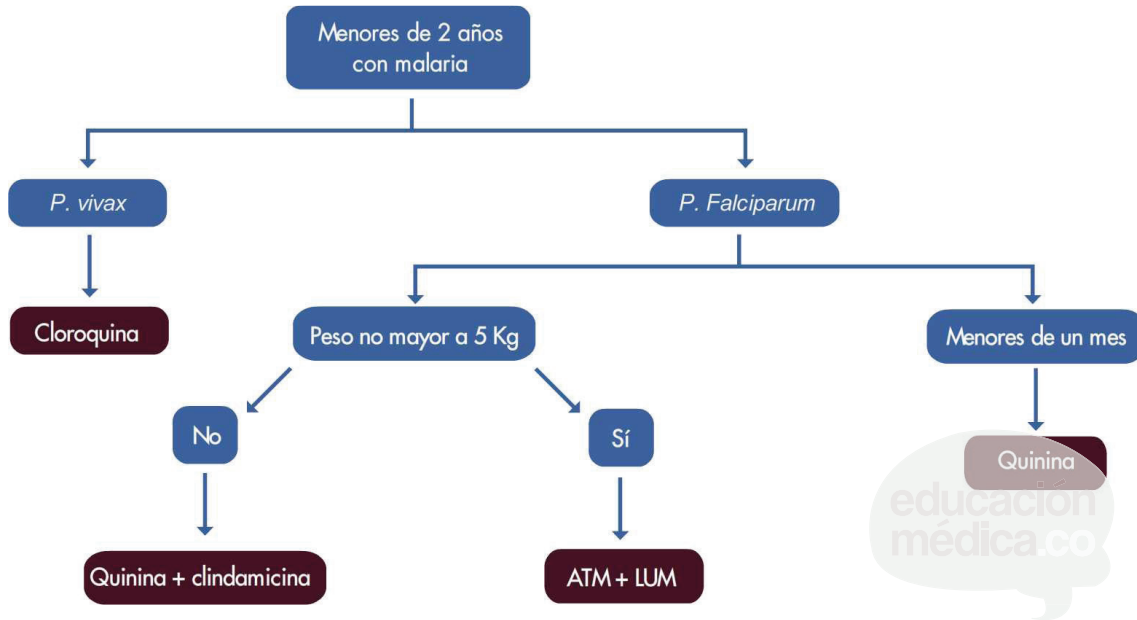 Menores de 2 años
con malaria
P. vivax
P. Falciparum
Cloroquina
Peso no mayor a 5 Kg
Menores de un mes
No
Sí
Quinina
Quinina + clindamicina
ATM + LUM
educación
médica.co